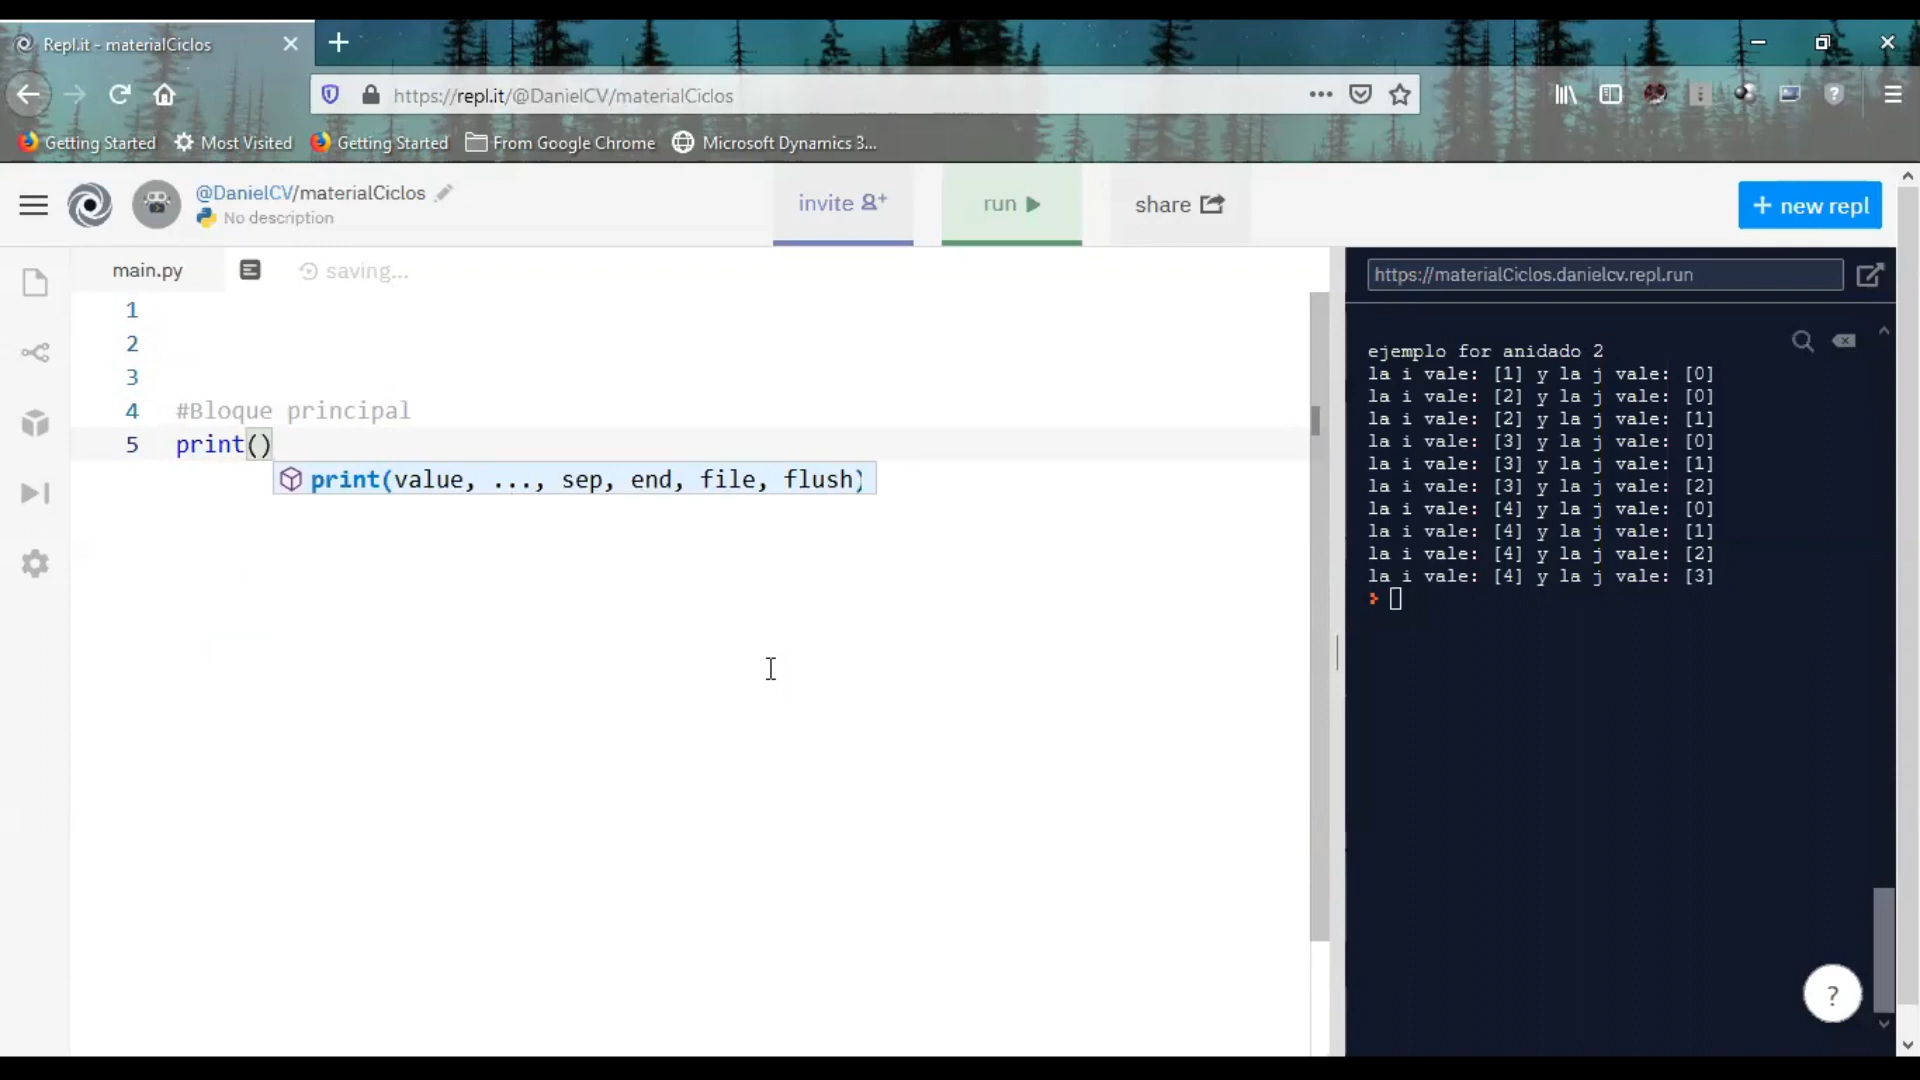 Repl.it - materialCiclos
https://repl.it/@DanielCV/materialCiclos
Getting Started
Most Visited
Getting Started
From Google Chrome
Microsoft Dynamics 3...
@DanielCV/materialCiclos
No description
invite
run
share
+ new repl
main.py
saving...
https://materialCiclos.danielcv.repl.run
1
2
3
4 #Bloque principal
5 print()
print(value, ..., sep, end, file, flush)
ejemplo for anidado 2
la i vale: [1] y la j vale: [0]
la i vale: [2] y la j vale: [0]
la i vale: [2] y la j vale: [1]
la i vale: [3] y la j vale: [0]
la i vale: [3] y la j vale: [1]
la i vale: [3] y la j vale: [2]
la i vale: [4] y la j vale: [0]
la i vale: [4] y la j vale: [1]
la i vale: [4] y la j vale: [2]
la i vale: [4] y la j vale: [3]
?